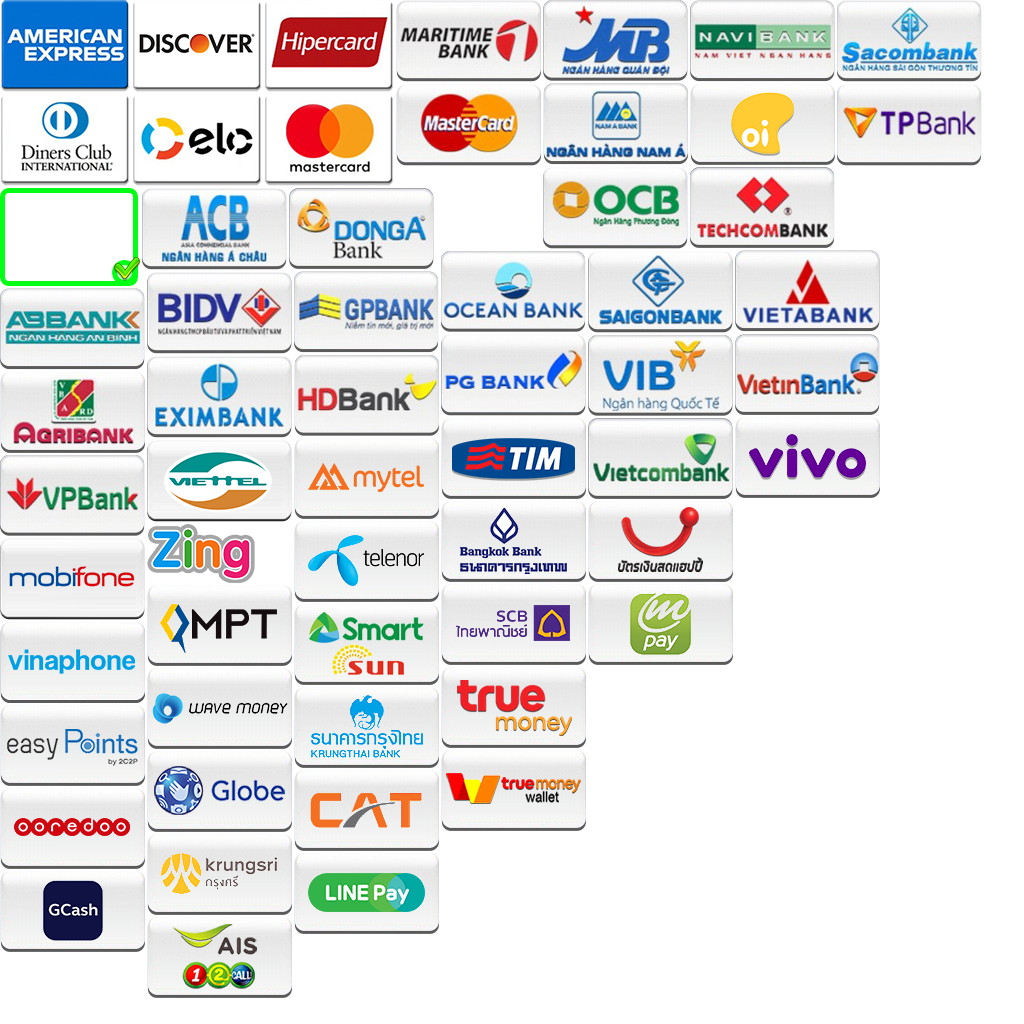 AMERICAN
EXPRESS
DISCOVER®
Hipercard
MARITIME
BANK
MB
NGÂN HÀNG QUÂN ĐỘI
NAVIBANK
NAM VIET NGAN HANG
Sacombank
NGÂN HÀNG SÀI GÒN THƯƠNG TÍN
Diners Club
INTERNATIONAL®
elo
mastercard
MasterCard
NAM A BANK
NGÂN HÀNG NAM Á
oi
TPBank
ACB
ASIA COMMERCIAL BANK
NGÂN HÀNG Á CHÂU
DONGA
Bank
OCB
Ngân Hàng Phương Đông
®
TECHCOMBANK
ABBANK
NGAN HANG AN BINH
BIDV
NGÂN HÀNG TMCP ĐẦU TƯ VÀ PHÁT TRIỂN VIỆT NAM
GPBANK
Niềm tin mới, giá trị mới
OCEAN BANK
SAIGONBANK
VIETABANK
VBARD
AGRIBANK
EXIMBANK
HDBank
PG BANK
VIB
Ngân hàng Quốc Tế
VietinBank
VPBank
VIETTEL
mytel
TIM
Vietcombank
vivo
mobifone
Zing
telenor
Bangkok Bank
ธนาคารกรุงเทพ
บัตรเงินสดแฮปปี้
vinaphone
MPT
Smart
sun
SCB
ไทยพาณิชย์
m
pay
easy Points
by 2C2P
WAVE MONEY
ธนาคารกรุงไทย
KRUNGTHAI BANK
true
money
ooredoo
Globe
CAT
truemoney
wallet
GCash
krungsri
กรุงศรี
LINE Pay
AIS
1 2 CALL